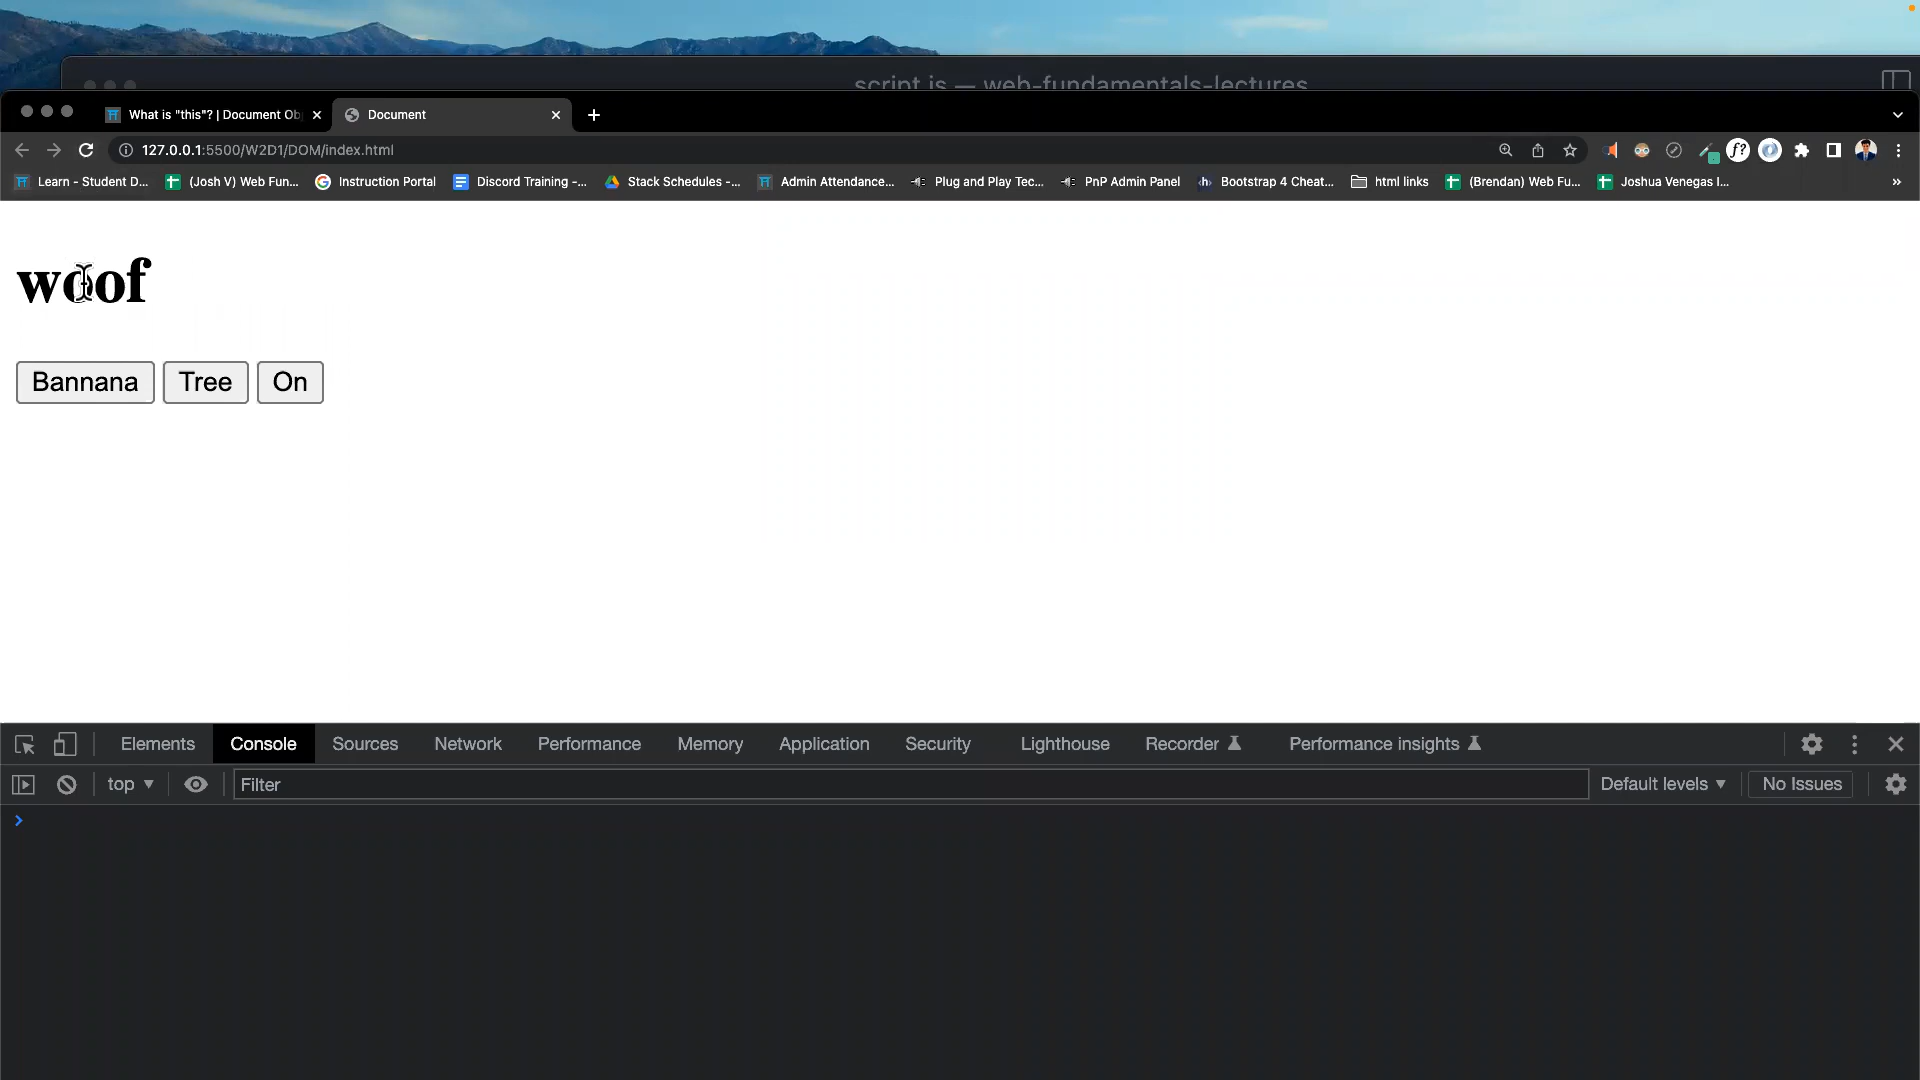 script.js — web-fundamentals-lectures
What is "this"? | Document Ob
Document
127.0.0.1:5500/W2D1/DOM/index.html
Learn - Student D... (Josh V) Web Fun... Instruction Portal Discord Training -... Stack Schedules -... Admin Attendance... Plug and Play Tec... PnP Admin Panel Bootstrap 4 Cheat... html links (Brendan) Web Fu... Joshua Venegas I... »
woof
Bannana Tree On
Elements Console Sources Network Performance Memory Application Security Lighthouse Recorder Performance insights
top Filter Default levels No Issues